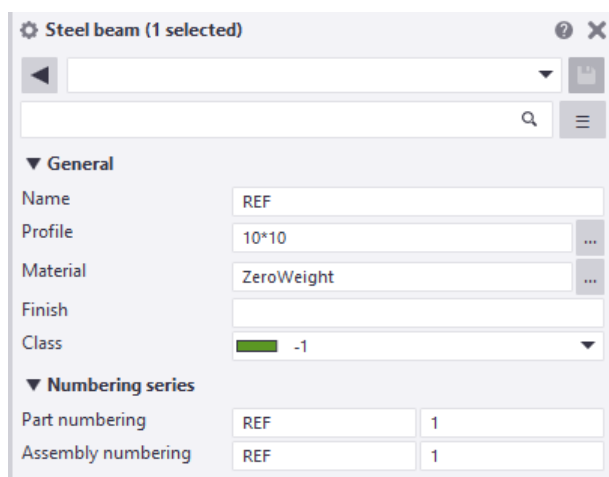 Steel beam (1 selected)
General
Name REF
Profile 10*10 ...
Material ZeroWeight ...
Finish
Class -1
Numbering series
Part numbering REF 1
Assembly numbering REF 1